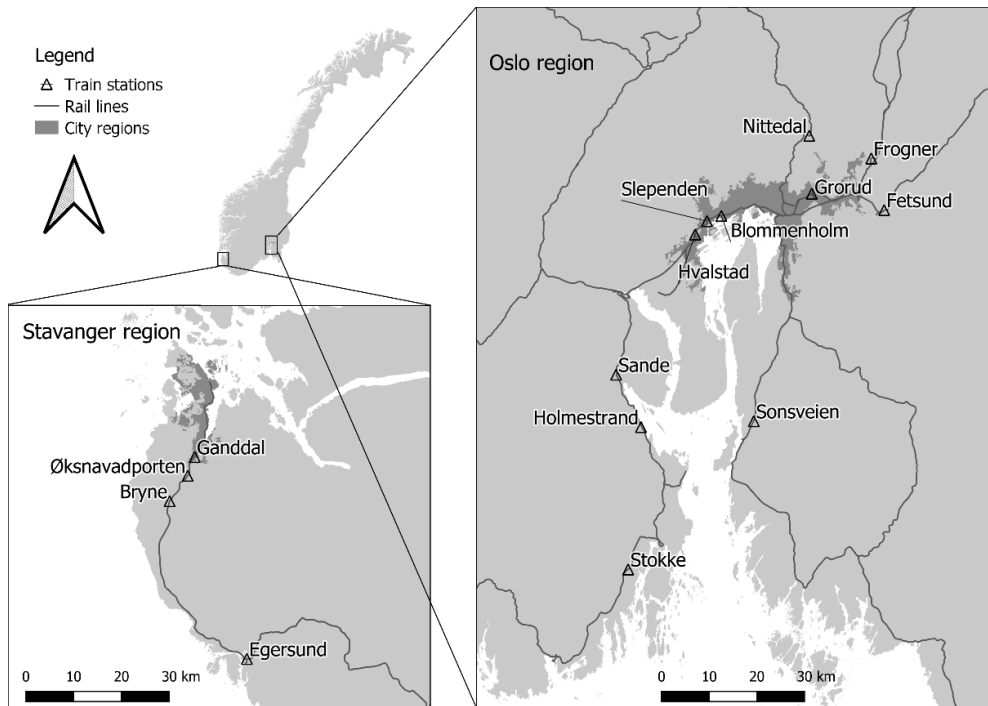 Legend
Train stations
Rail lines
City regions
Oslo region
Nittedal
Frogner
Slependen
Grorud
Fetsund
Blommenholm
Hvalstad
Sande
Holmestrand
Sonsveien
Stokke
0 10 20 30 km
Stavanger region
Ganddal
Øksnavadporten
Bryne
Egersund
0 10 20 30 km